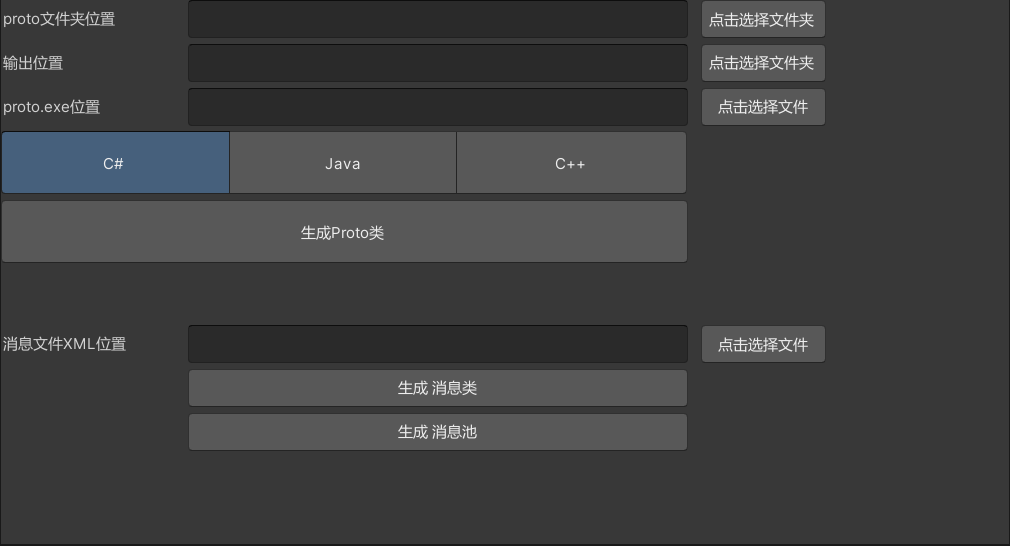 proto文件夹位置 点击选择文件夹
输出位置 点击选择文件夹
proto.exe位置 点击选择文件
C# Java C++
生成Proto类
消息文件XML位置 点击选择文件
生成 消息类
生成 消息池